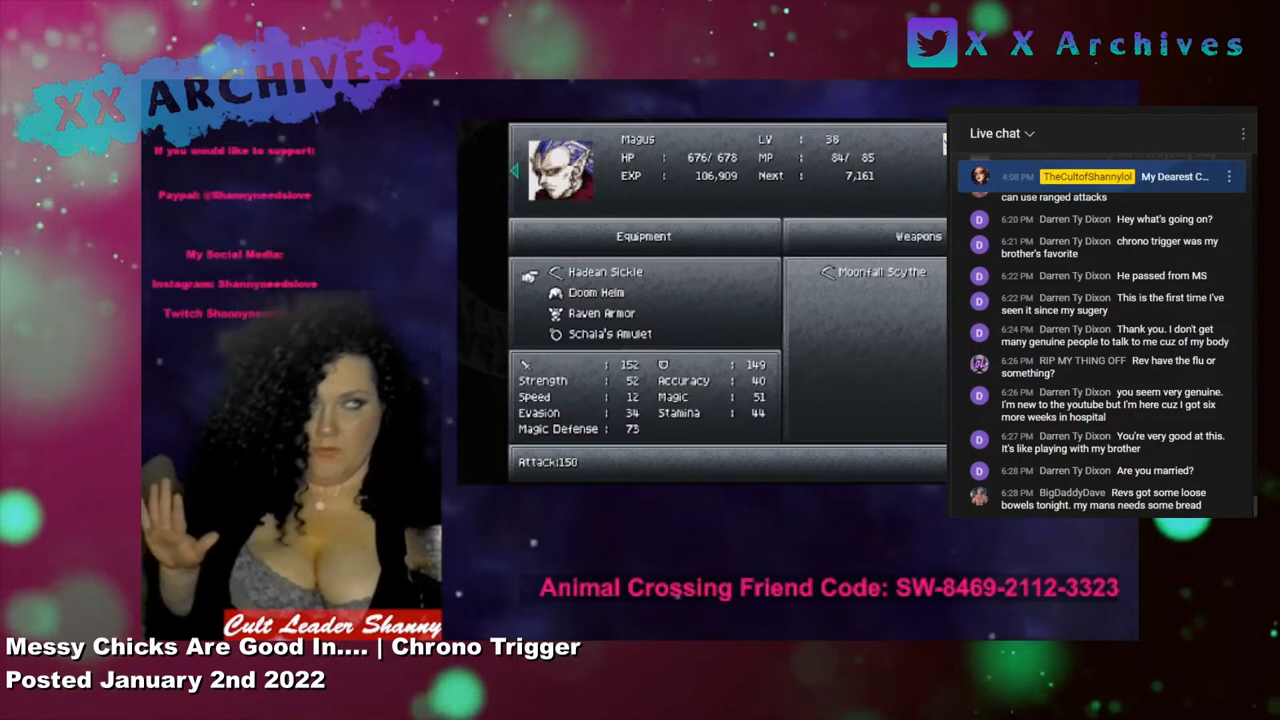 XX ARCHIVES
X X Archives
If you would like to support:
Paypal: @Shannyneedslove
My Social Media:
Instagram: Shannyneedslove
Twitch Shannyne
Magus LV : 38
HP : 676/ 678 MP : 84/ 85
EXP : 106,909 Next : 7,161
Equipment Weapons
Hadean Sickle
Doom Helm
Raven Armor
Schala's Amulet
Moonfall Scythe
: 152 : 149
Strength : 52 Accuracy : 40
Speed : 12 Magic : 51
Evasion : 34 Stamina : 44
Magic Defense : 73
Attack:150
Live chat
4:08 PM TheCultofShannylol My Dearest C...
can use ranged attacks
D 6:20 PM Darren Ty Dixon Hey what's going on?
D 6:21 PM Darren Ty Dixon chrono trigger was my
brother's favorite
D 6:22 PM Darren Ty Dixon He passed from MS
D 6:22 PM Darren Ty Dixon This is the first time I've
seen it since my sugery
D 6:24 PM Darren Ty Dixon Thank you. I don't get
many genuine people to talk to me cuz of my body
6:26 PM RIP MY THING OFF Rev have the flu or
something?
D 6:26 PM Darren Ty Dixon you seem very genuine.
I'm new to the youtube but I'm here cuz I got six
more weeks in hospital
D 6:27 PM Darren Ty Dixon You're very good at this.
It's like playing with my brother
D 6:28 PM Darren Ty Dixon Are you married?
6:28 PM BigDaddyDave Revs got some loose
bowels tonight. my mans needs some bread
Animal Crossing Friend Code: SW-8469-2112-3323
Cult Leader Shanny
Messy Chicks Are Good In.... | Chrono Trigger
Posted January 2nd 2022